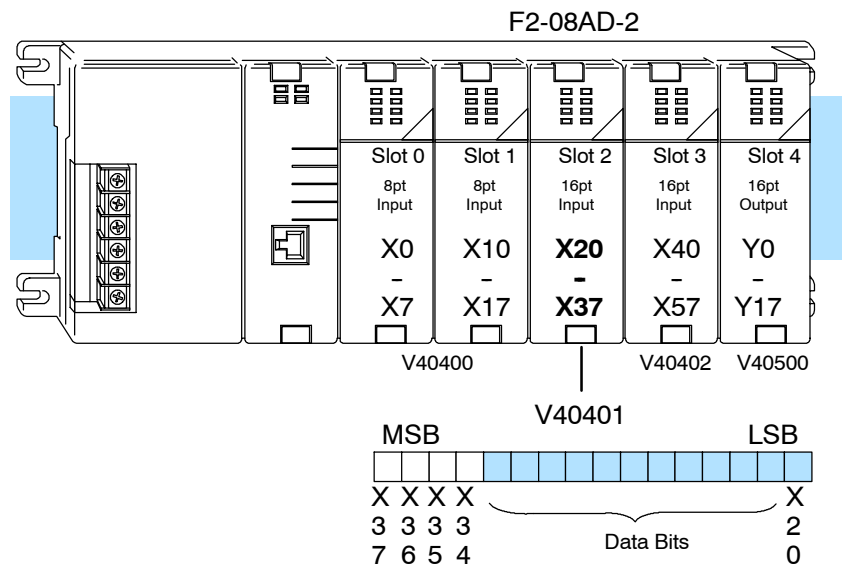 F2-08AD-2
Slot 0 Slot 1 Slot 2 Slot 3 Slot 4
8pt 8pt 16pt 16pt 16pt
Input Input Input Input Output
X0 X10 X20 X40 Y0
– – – – –
X7 X17 X37 X57 Y17
V40400 V40402 V40500
V40401
MSB LSB
X X X X X
3 3 3 3 2
7 6 5 4 0
Data Bits